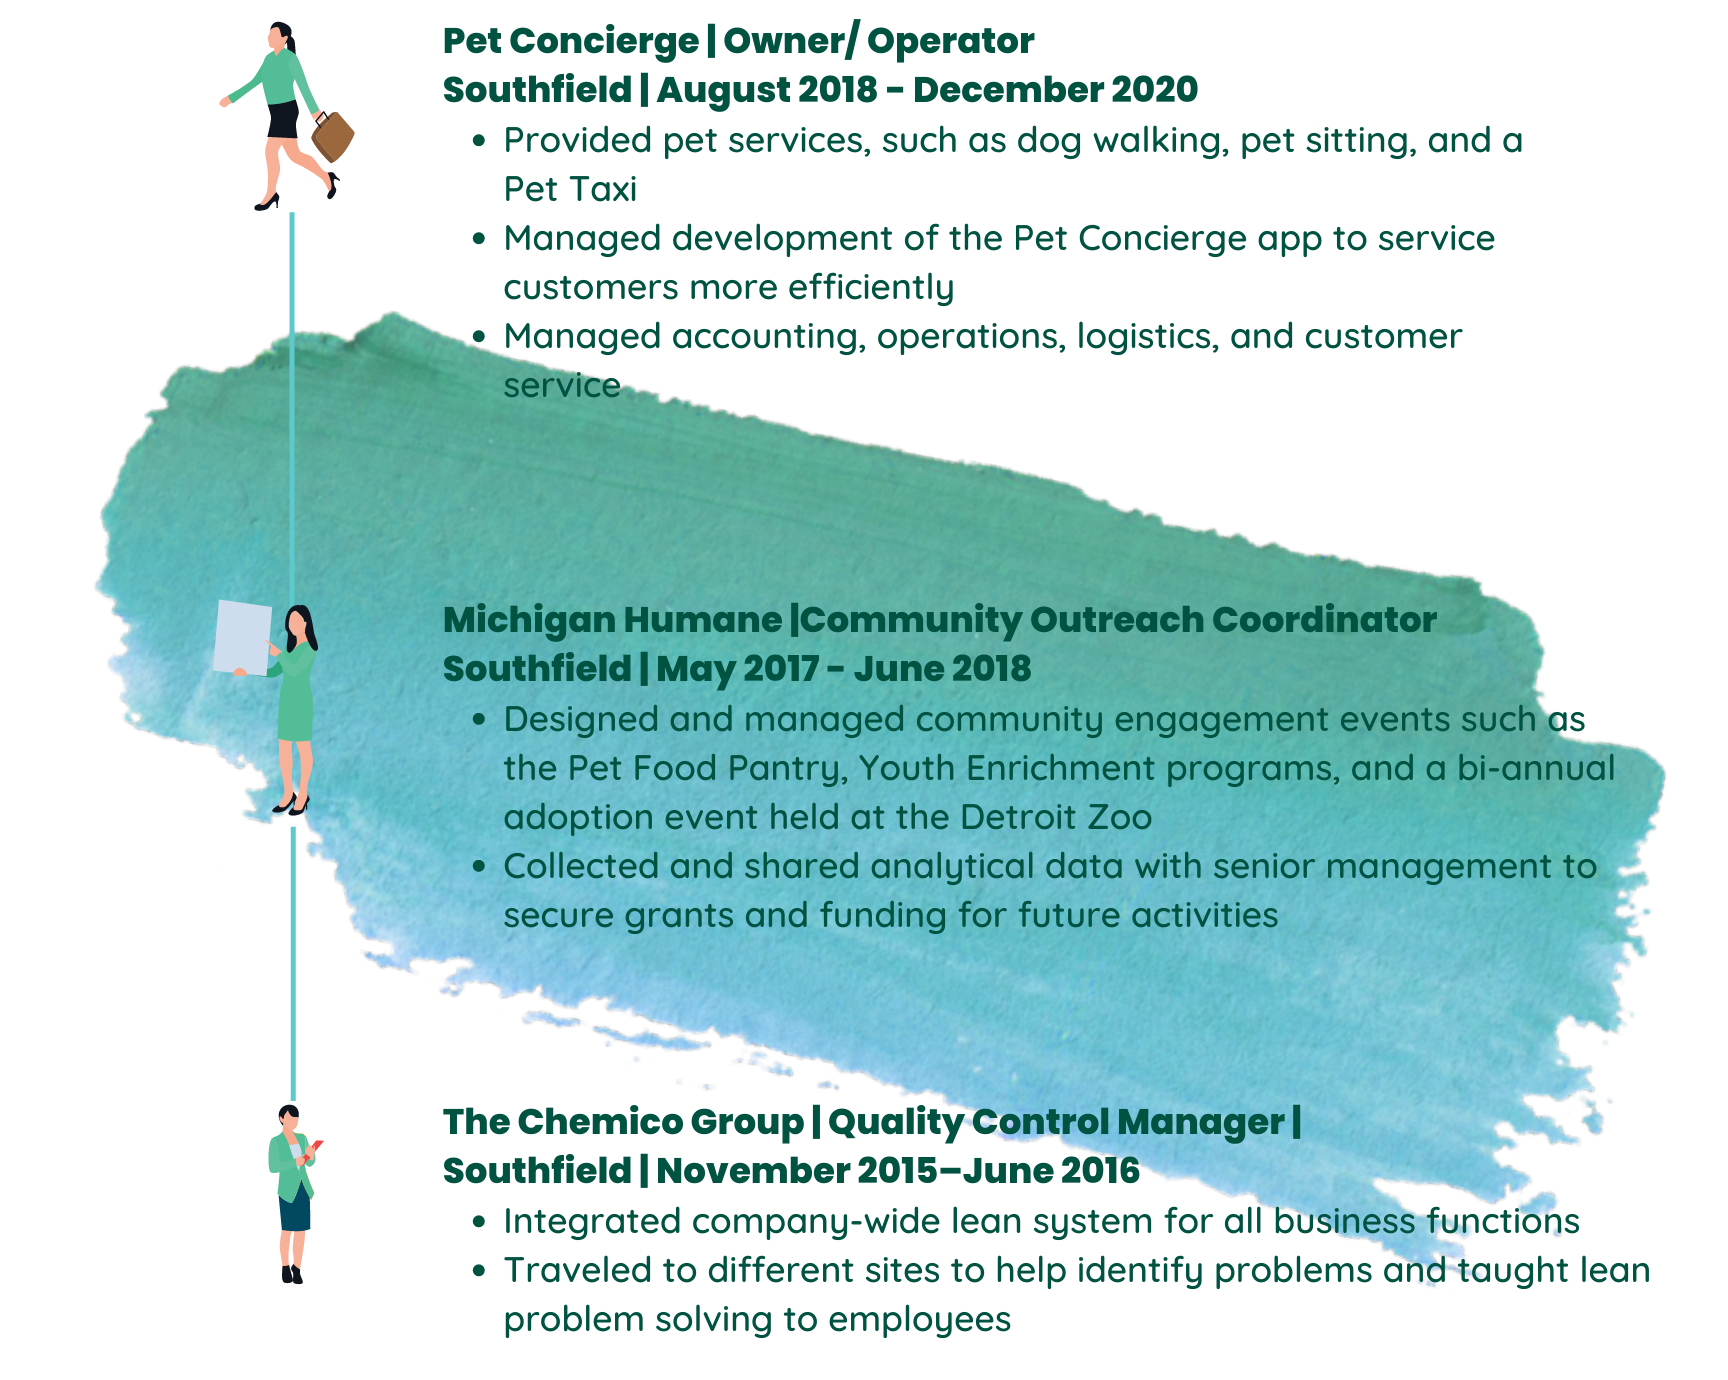 Pet Concierge | Owner/ Operator
Southfield | August 2018 - December 2020
• Provided pet services, such as dog walking, pet sitting, and a
Pet Taxi
• Managed development of the Pet Concierge app to service
customers more efficiently
• Managed accounting, operations, logistics, and customer
service
Michigan Humane |Community Outreach Coordinator
Southfield | May 2017 - June 2018
• Designed and managed community engagement events such as
the Pet Food Pantry, Youth Enrichment programs, and a bi-annual
adoption event held at the Detroit Zoo
• Collected and shared analytical data with senior management to
secure grants and funding for future activities
The Chemico Group | Quality Control Manager |
Southfield | November 2015–June 2016
• Integrated company-wide lean system for all business functions
• Traveled to different sites to help identify problems and taught lean
problem solving to employees